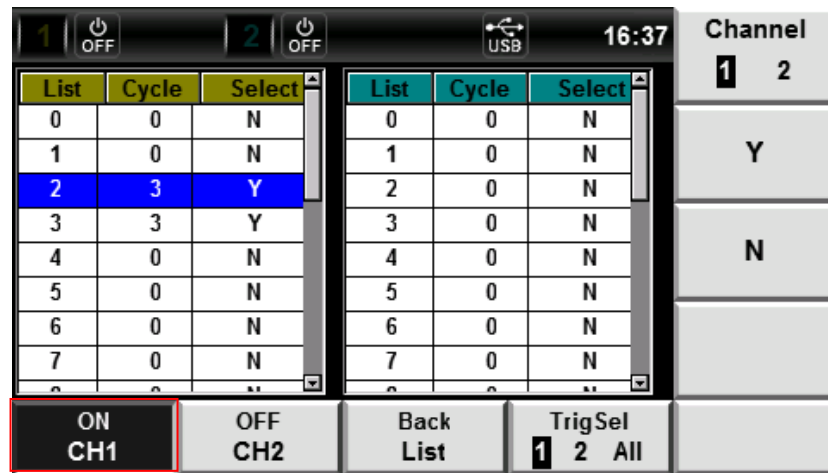 1 OFF 2 OFF USB 16:37
Channel
1 2
List Cycle Select List Cycle Select
0 0 N 0 0 N
1 0 N 1 0 N
Y
2 3 Y 2 0 N
3 3 Y 3 0 N
N
4 0 N 4 0 N
5 0 N 5 0 N
6 0 N 6 0 N
7 0 N 7 0 N
ON OFF Back TrigSel
CH1 CH2 List 1 2 All